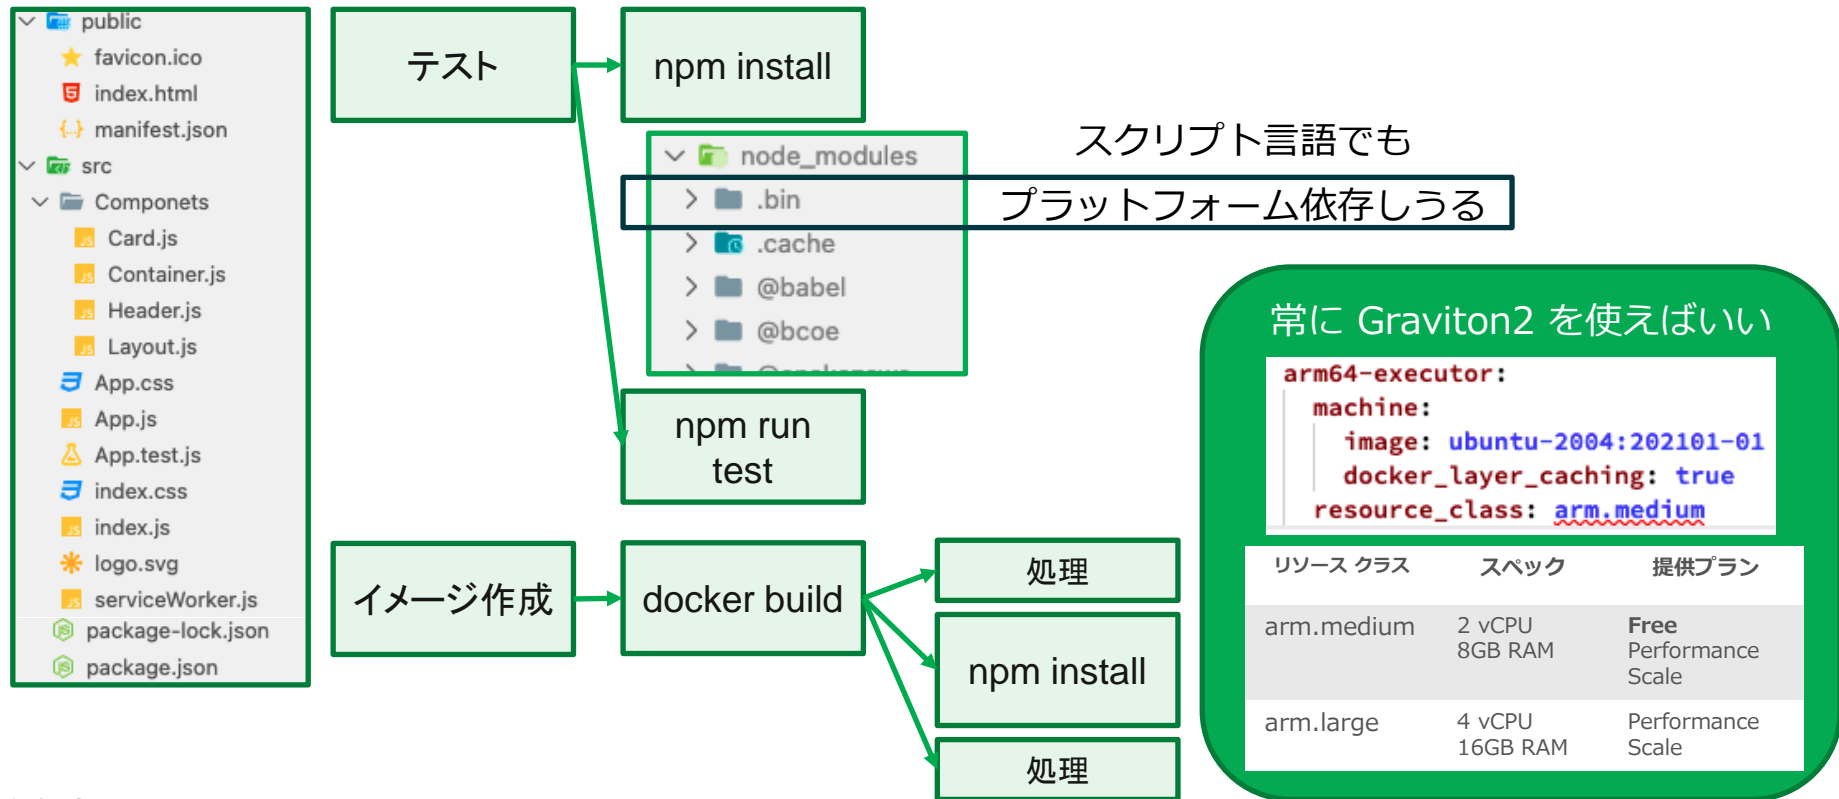 public
favicon.ico
index.html
manifest.json
src
Componets
Card.js
Container.js
Header.js
Layout.js
App.css
App.js
App.test.js
index.css
index.js
logo.svg
serviceWorker.js
package-lock.json
package.json
テスト
npm install
node_modules
.bin
.cache
@babel
@bcoe
スクリプト言語でも
プラットフォーム依存しうる
npm run
test
イメージ作成
docker build
処理
npm install
処理
常に Graviton2 を使えばいい
arm64-executor:
machine:
image: ubuntu-2004:202101-01
docker_layer_caching: true
resource_class: arm.medium
リソース クラス スペック 提供プラン
arm.medium 2 vCPU Free
8GB RAM Performance
Scale
arm.large 4 vCPU Performance
16GB RAM Scale